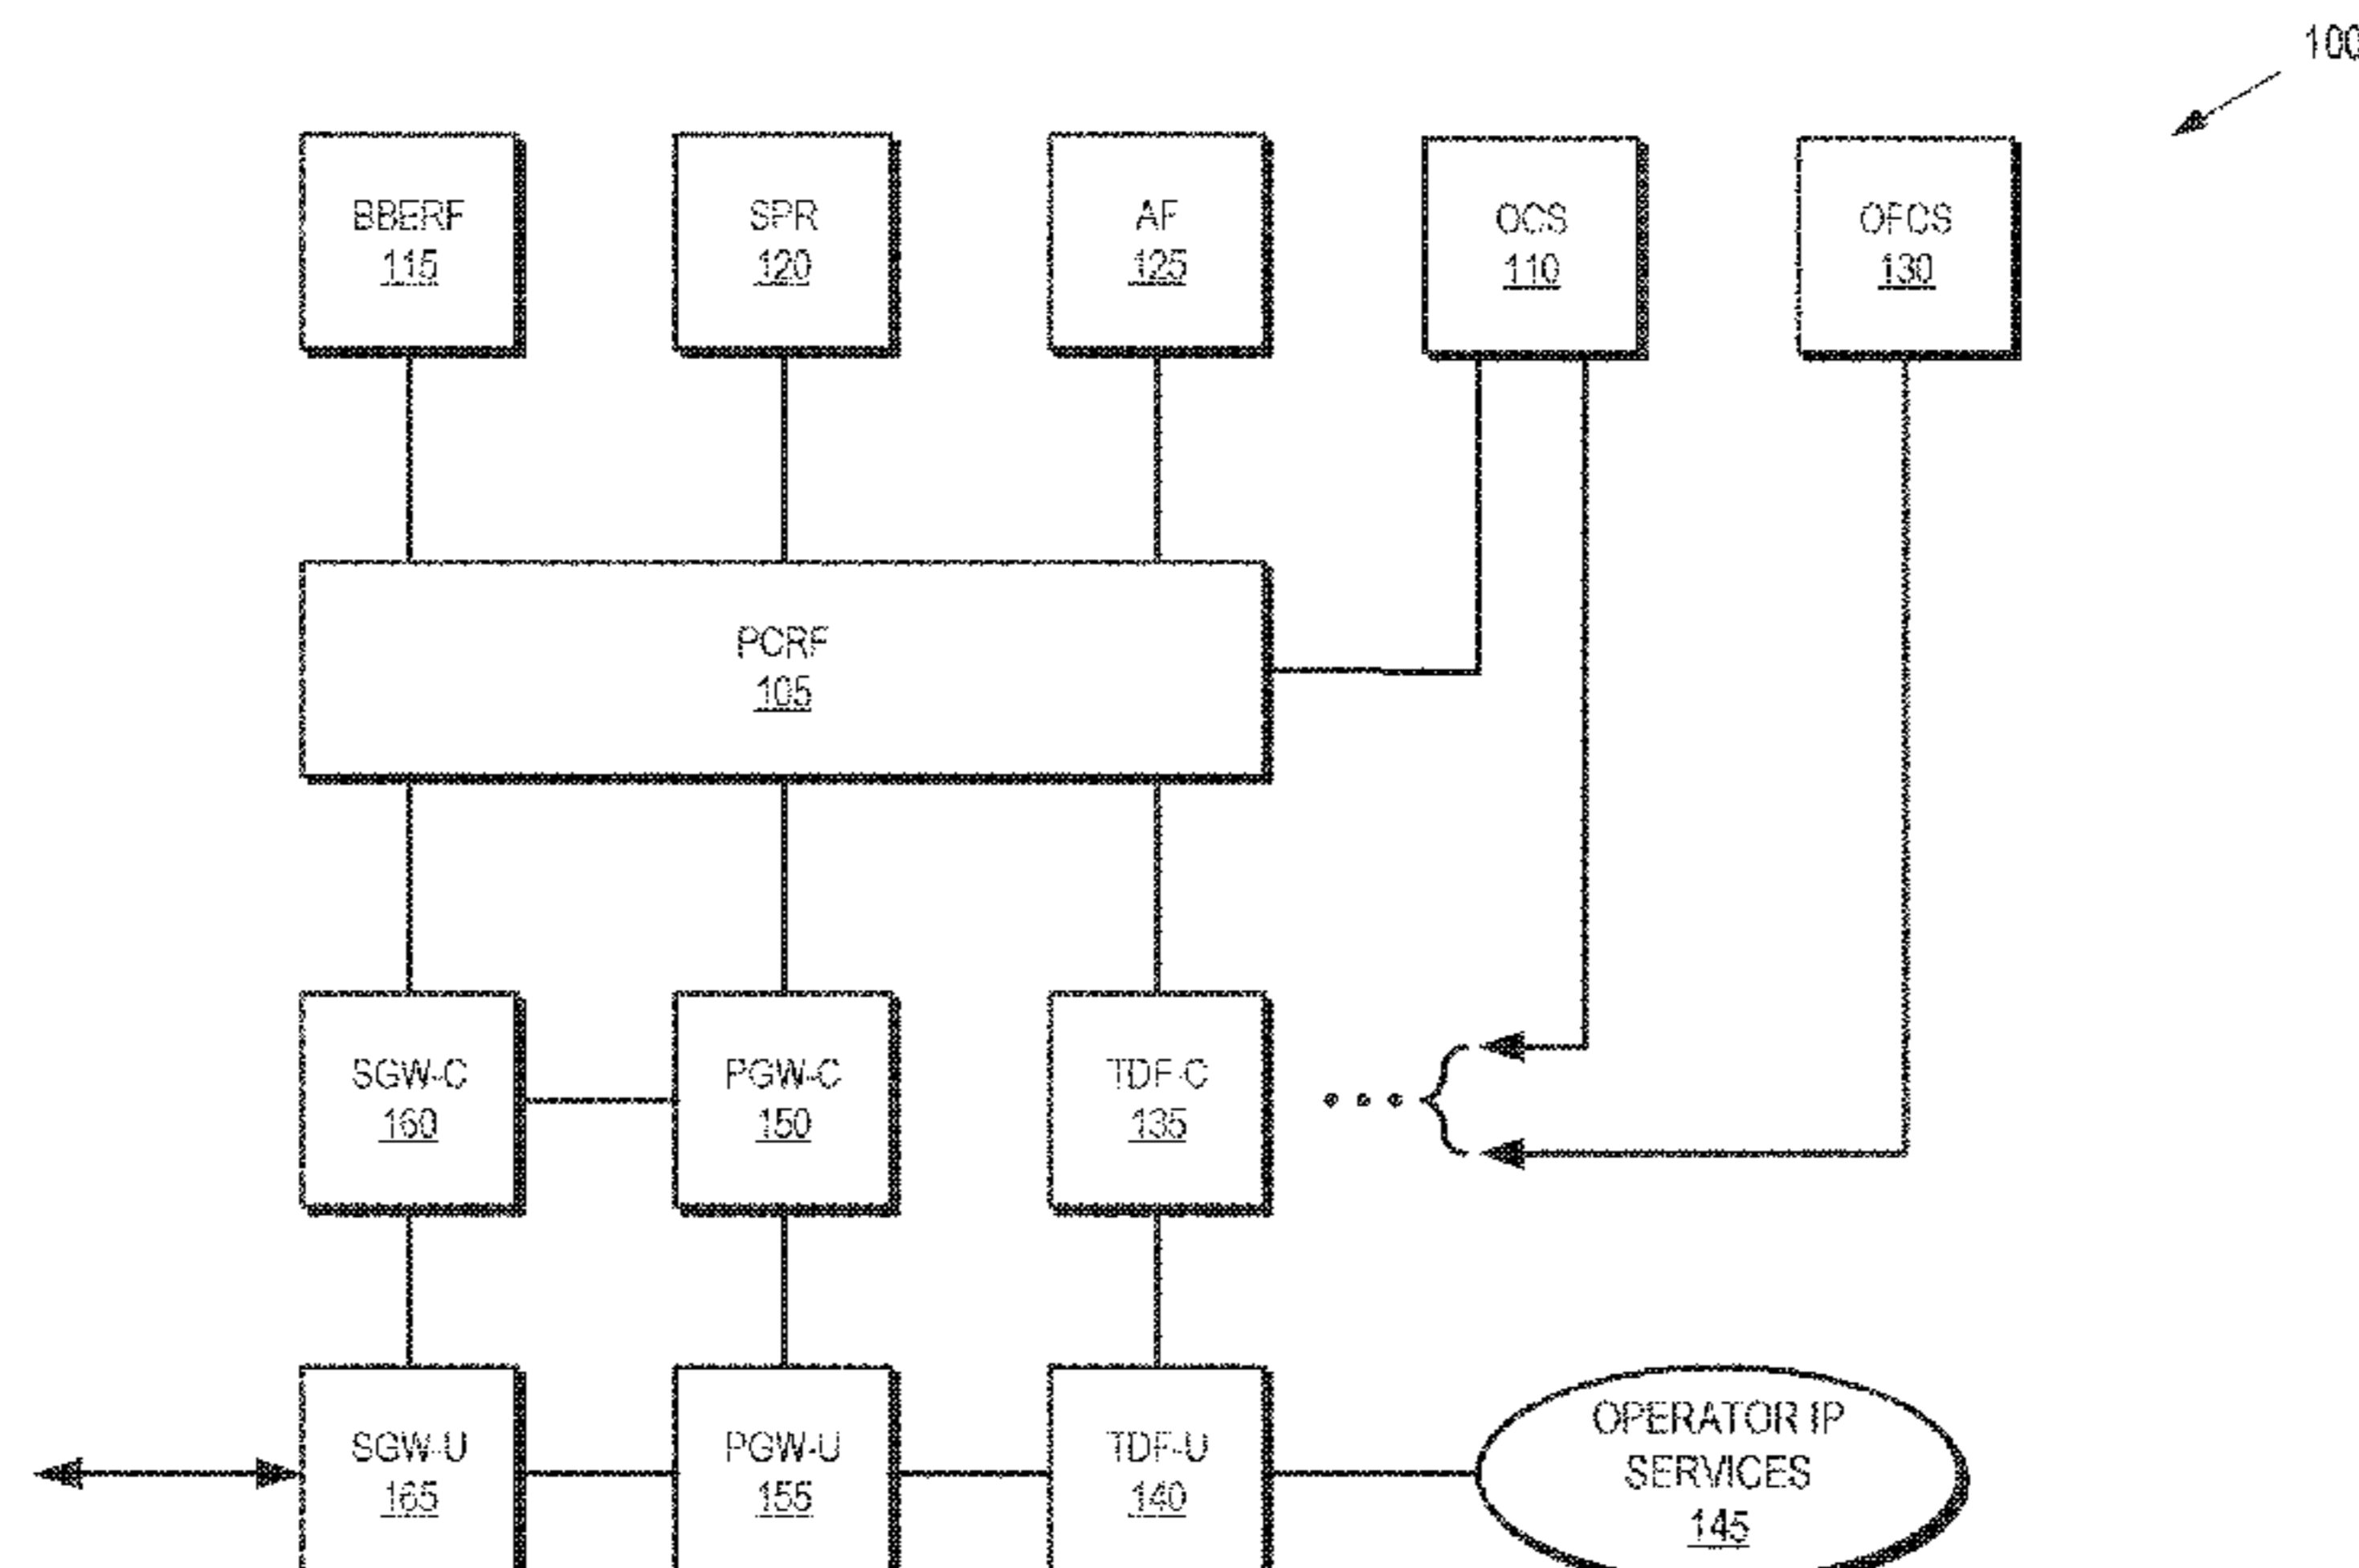 100
BBERF
115
SPR
120
AF
125
OCS
110
OFCS
130
PCRF
105
SGW-C
160
PGW-C
150
TDF-C
135
SGW-U
165
PGW-U
155
TDF-U
140
OPERATOR IP
SERVICES
145